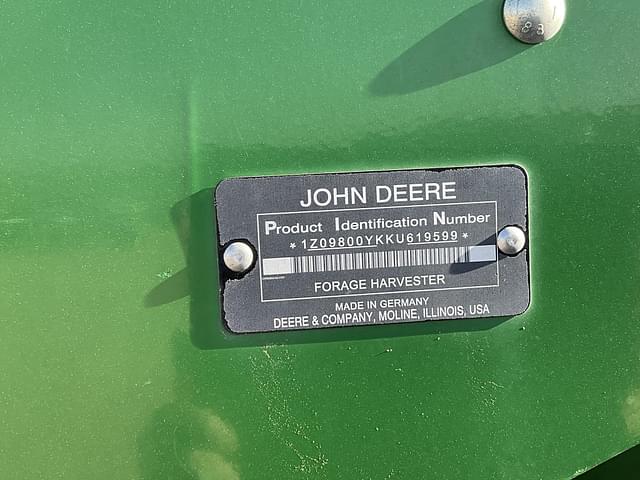 JOHN DEERE
Product Identification Number
*1Z09800YKKU619599*
FORAGE HARVESTER
MADE IN GERMANY
DEERE & COMPANY, MOLINE, ILLINOIS, USA